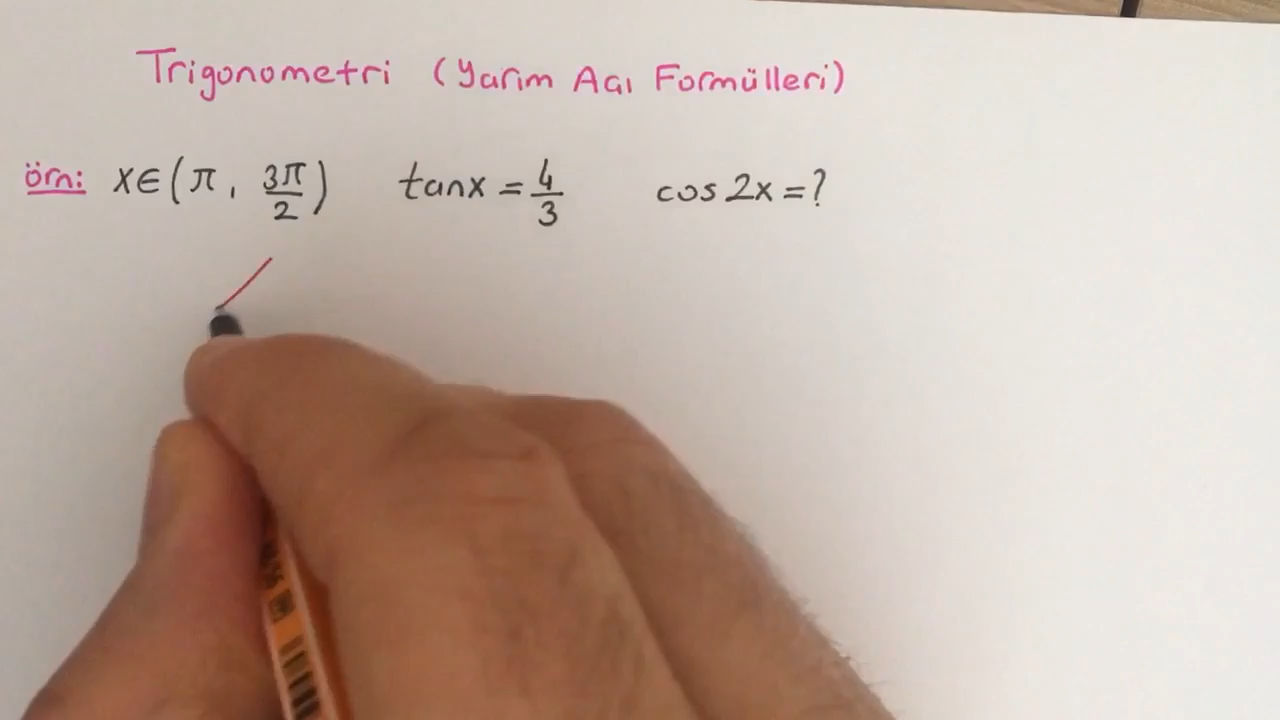 Trigonometri (Yarım Açı Formülleri)
Örn: x∈(π, 3π/2) tanx = 4/3 cos 2x = ?